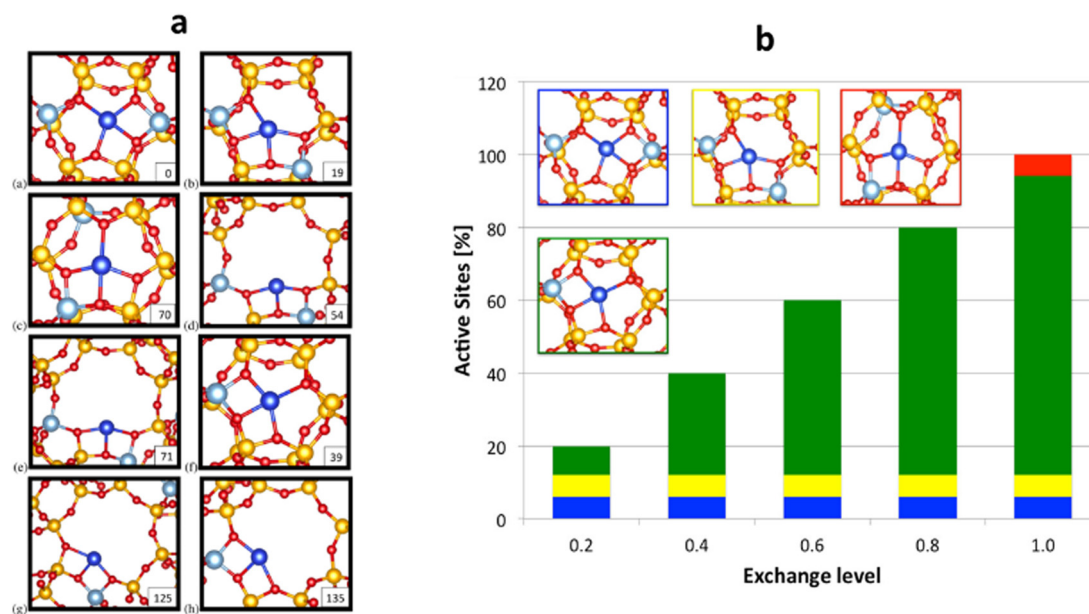 a
(a) 0
(b) 19
(c) 70
(d) 54
(e) 71
(f) 39
(g) 125
(h) 135
b
Active Sites [%]
120
100
80
60
40
20
0
0.2 0.4 0.6 0.8 1.0
Exchange level